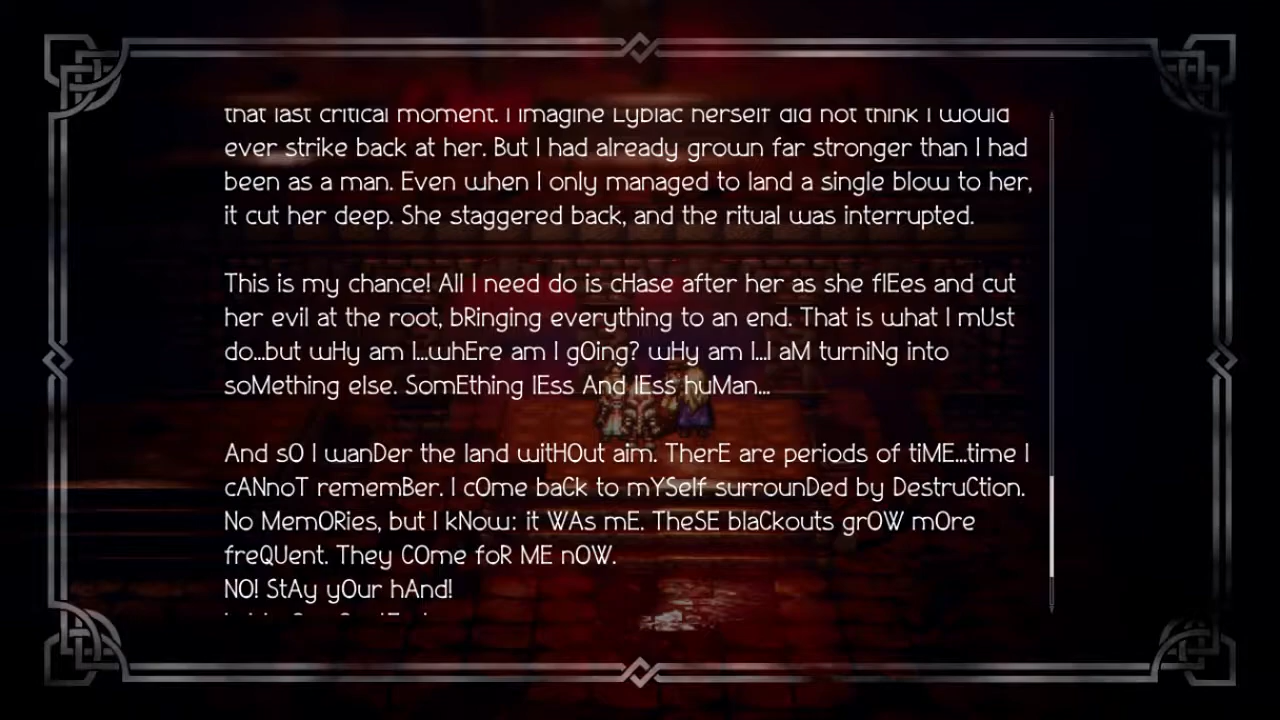 that last critical moment. I imagine Lyblac herself did not think I would
ever strike back at her. But I had already grown far stronger than I had
been as a man. Even when I only managed to land a single blow to her,
it cut her deep. She staggered back, and the ritual was interrupted.
This is my chance! All I need do is cHase after her as she flEes and cut
her evil at the root, bRinging everything to an end. That is what I mUst
do...but wHy am I...whEre am I gOing? wHy am I...I aM turniNg into
soMething else. SomEthing lEss And lEss huMan...
And sO I wanDer the land witHOut aim. TherE are periods of tiME...time I
cANnoT rememBer. I cOme baCk to mYSelf surrounDed by DestruCtion.
No MemORies, but I kNow: it WAs mE. TheSE blaCkouts grOW mOre
freQUent. They COme foR ME nOW.
NO! StAy yOur hAnd!